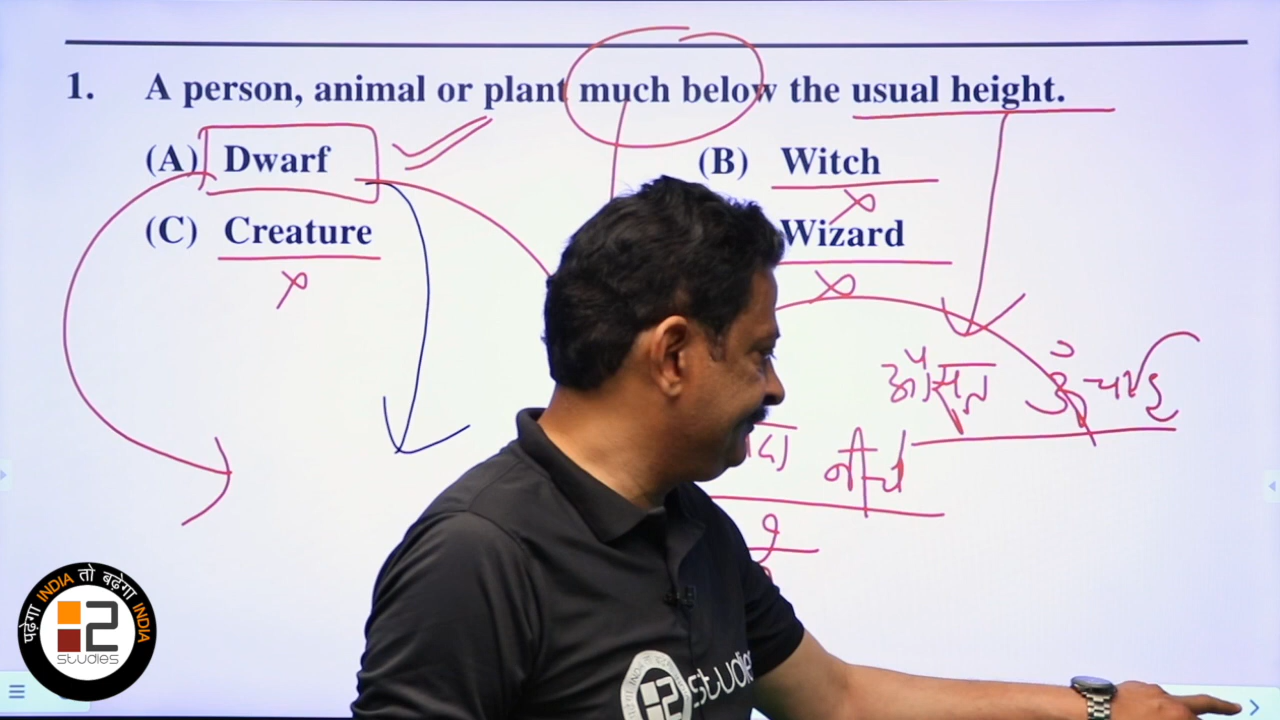 1. A person, animal or plant much below the usual height.
(A) Dwarf (B) Witch
(C) Creature Wizard
औसत ऊँचाई
नीचे
पढ़ेगा INDIA तो बढ़ेगा INDIA
studies
studies